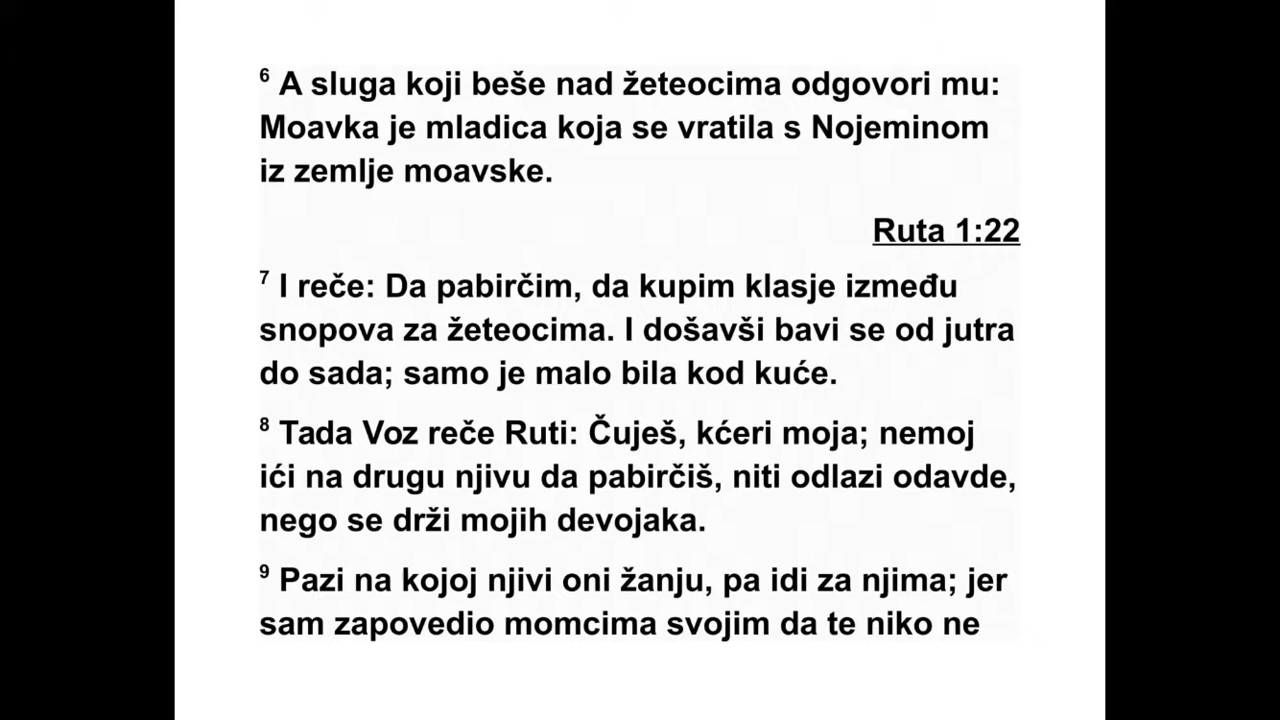 6 A sluga koji beše nad žeteocima odgovori mu:
Moavka je mladica koja se vratila s Nojeminom
iz zemlje moavske.
Ruta 1:22
7 I reče: Da pabirčim, da kupim klasje između
snopova za žeteocima. I došavši bavi se od jutra
do sada; samo je malo bila kod kuće.
8 Tada Voz reče Ruti: Čuješ, kćeri moja; nemoj
ići na drugu njivu da pabirčiš, niti odlazi odavde,
nego se drži mojih devojaka.
9 Pazi na kojoj njivi oni žanju, pa idi za njima; jer
sam zapovedio momcima svojim da te niko ne